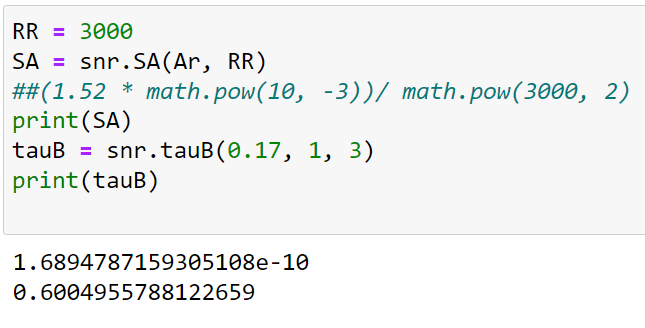 RR = 3000
SA = snr.SA(Ar, RR)
##(1.52 * math.pow(10, -3))/ math.pow(3000, 2)
print(SA)
tauB = snr.tauB(0.17, 1, 3)
print(tauB)
1.6894787159305108e-10
0.6004955788122659